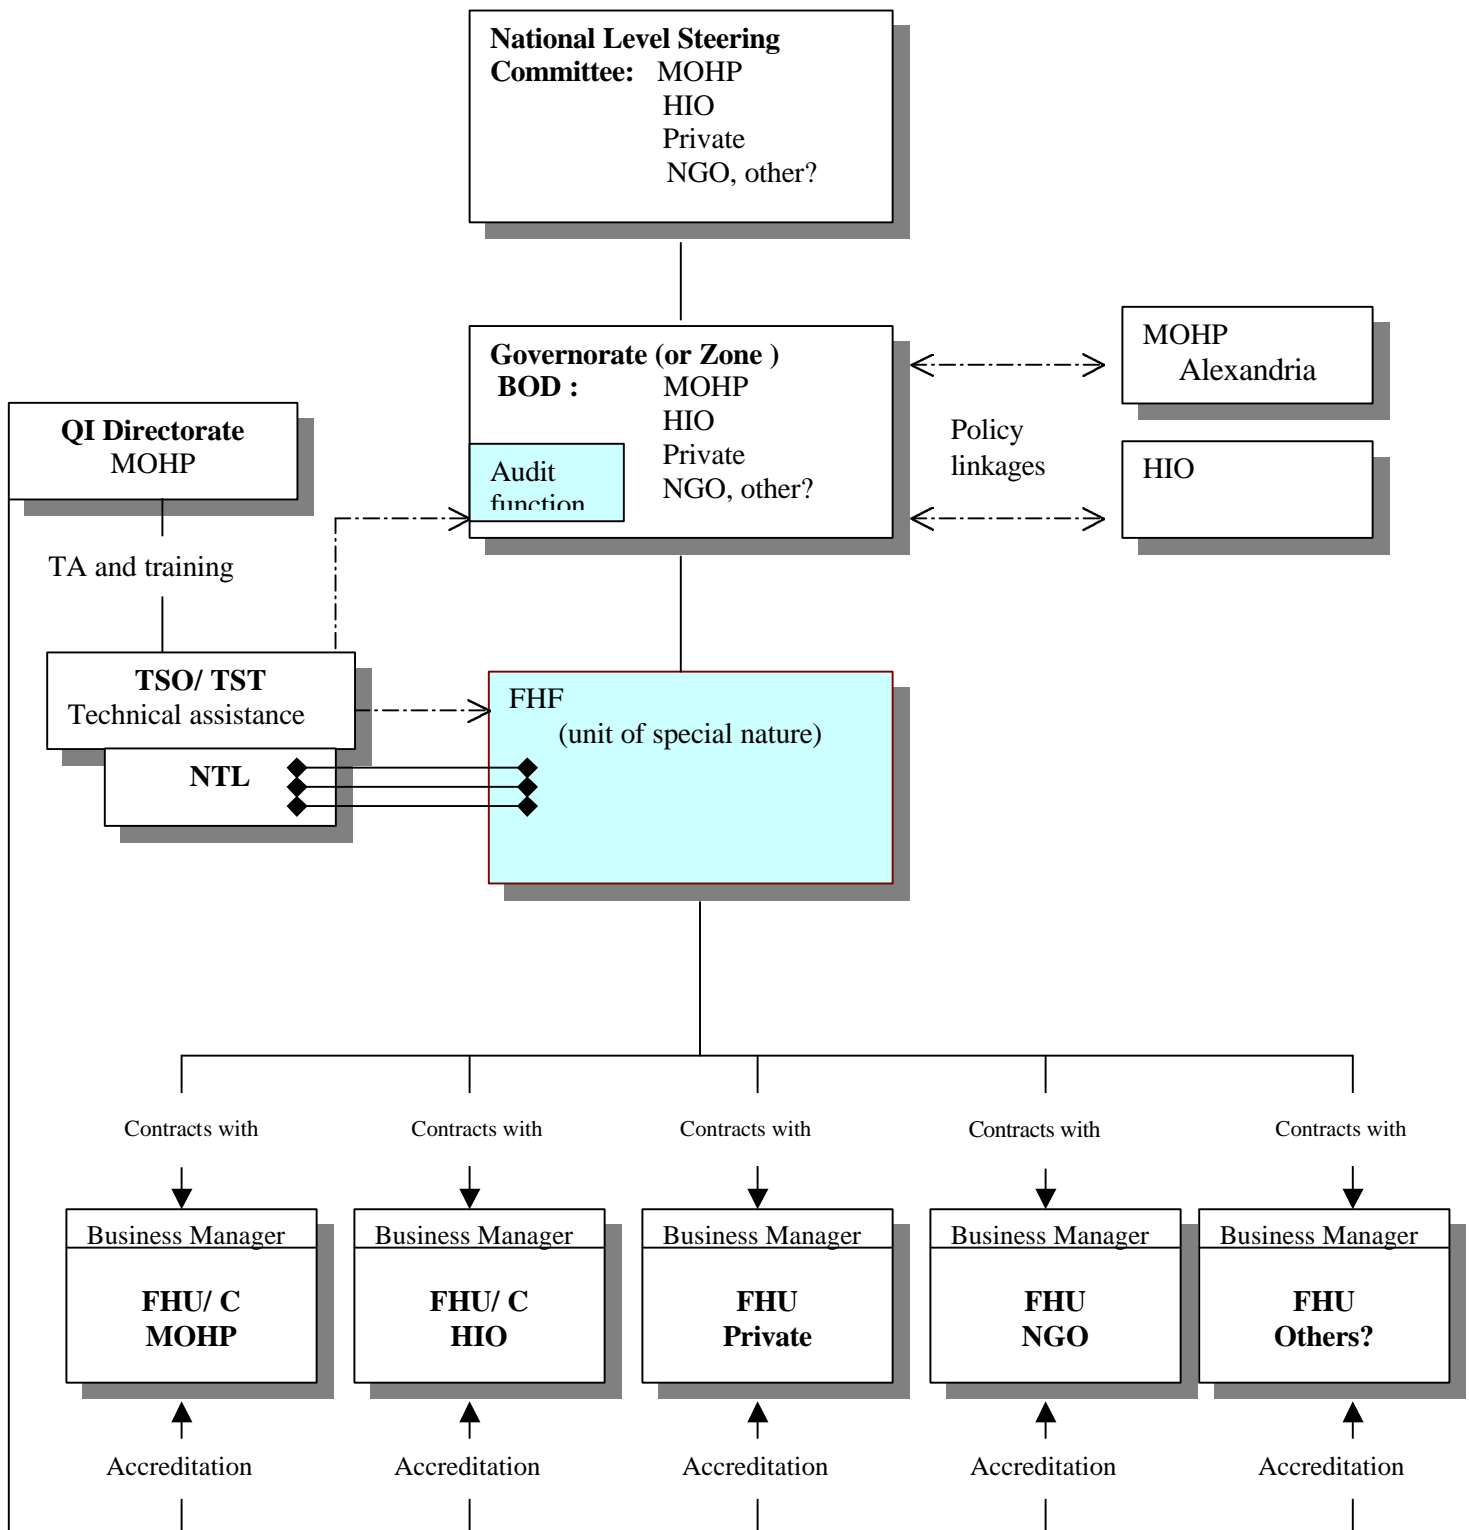 National Level Steering
Committee: MOHP
HIO
Private
NGO, other?
Governorate (or Zone )
BOD : MOHP
HIO
Private
NGO, other?
Audit
function
Policy
linkages
MOHP
Alexandria
HIO
QI Directorate
MOHP
TA and training
TSO/ TST
Technical assistance
NTL
FHF
(unit of special nature)
Contracts with
Contracts with
Contracts with
Contracts with
Contracts with
Business Manager
FHU/ C
MOHP
Business Manager
FHU/ C
HIO
Business Manager
FHU
Private
Business Manager
FHU
NGO
Business Manager
FHU
Others?
Accreditation
Accreditation
Accreditation
Accreditation
Accreditation